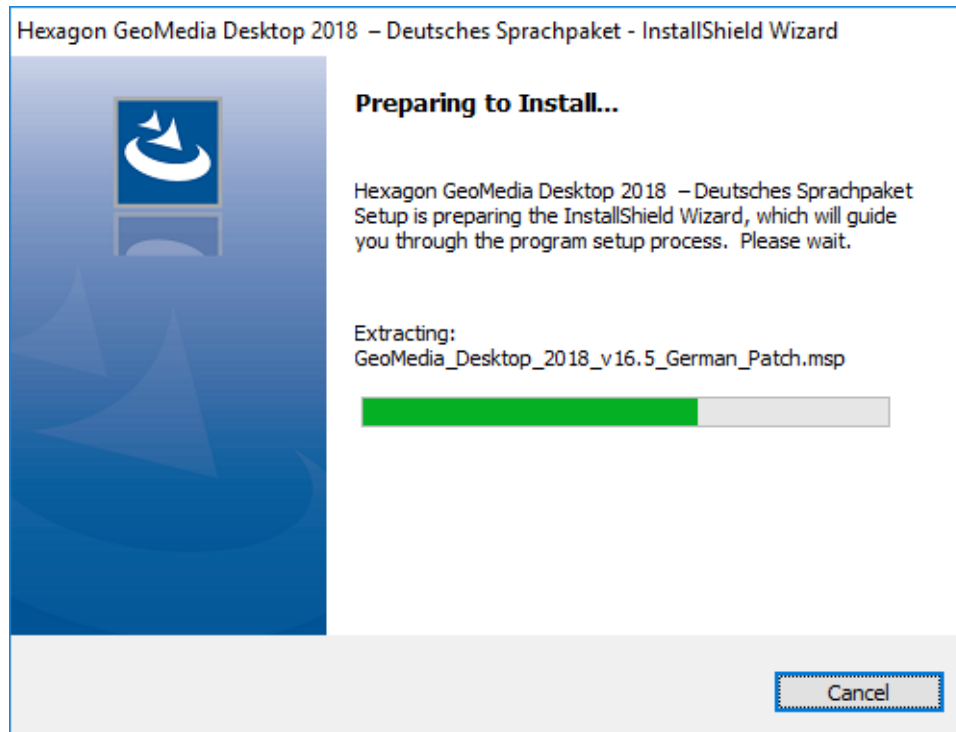 Hexagon GeoMedia Desktop 2018 – Deutsches Sprachpaket - InstallShield Wizard
Preparing to Install...
Hexagon GeoMedia Desktop 2018 – Deutsches Sprachpaket
Setup is preparing the InstallShield Wizard, which will guide
you through the program setup process. Please wait.
Extracting:
GeoMedia_Desktop_2018_v16.5_German_Patch.msp
Cancel